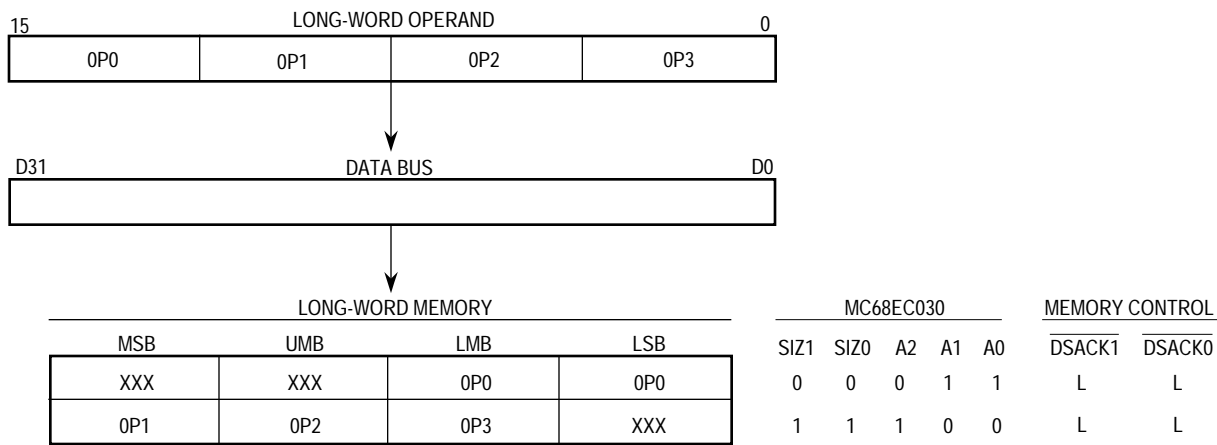 LONG-WORD OPERAND
15 0
0P0 0P1 0P2 0P3
D31 DATA BUS D0
LONG-WORD MEMORY MC68EC030 MEMORY CONTROL
MSB UMB LMB LSB SIZ1 SIZ0 A2 A1 A0 DSACK1 DSACK0
XXX XXX 0P0 0P0 0 0 0 1 1 L L
0P1 0P2 0P3 XXX 1 1 1 0 0 L L